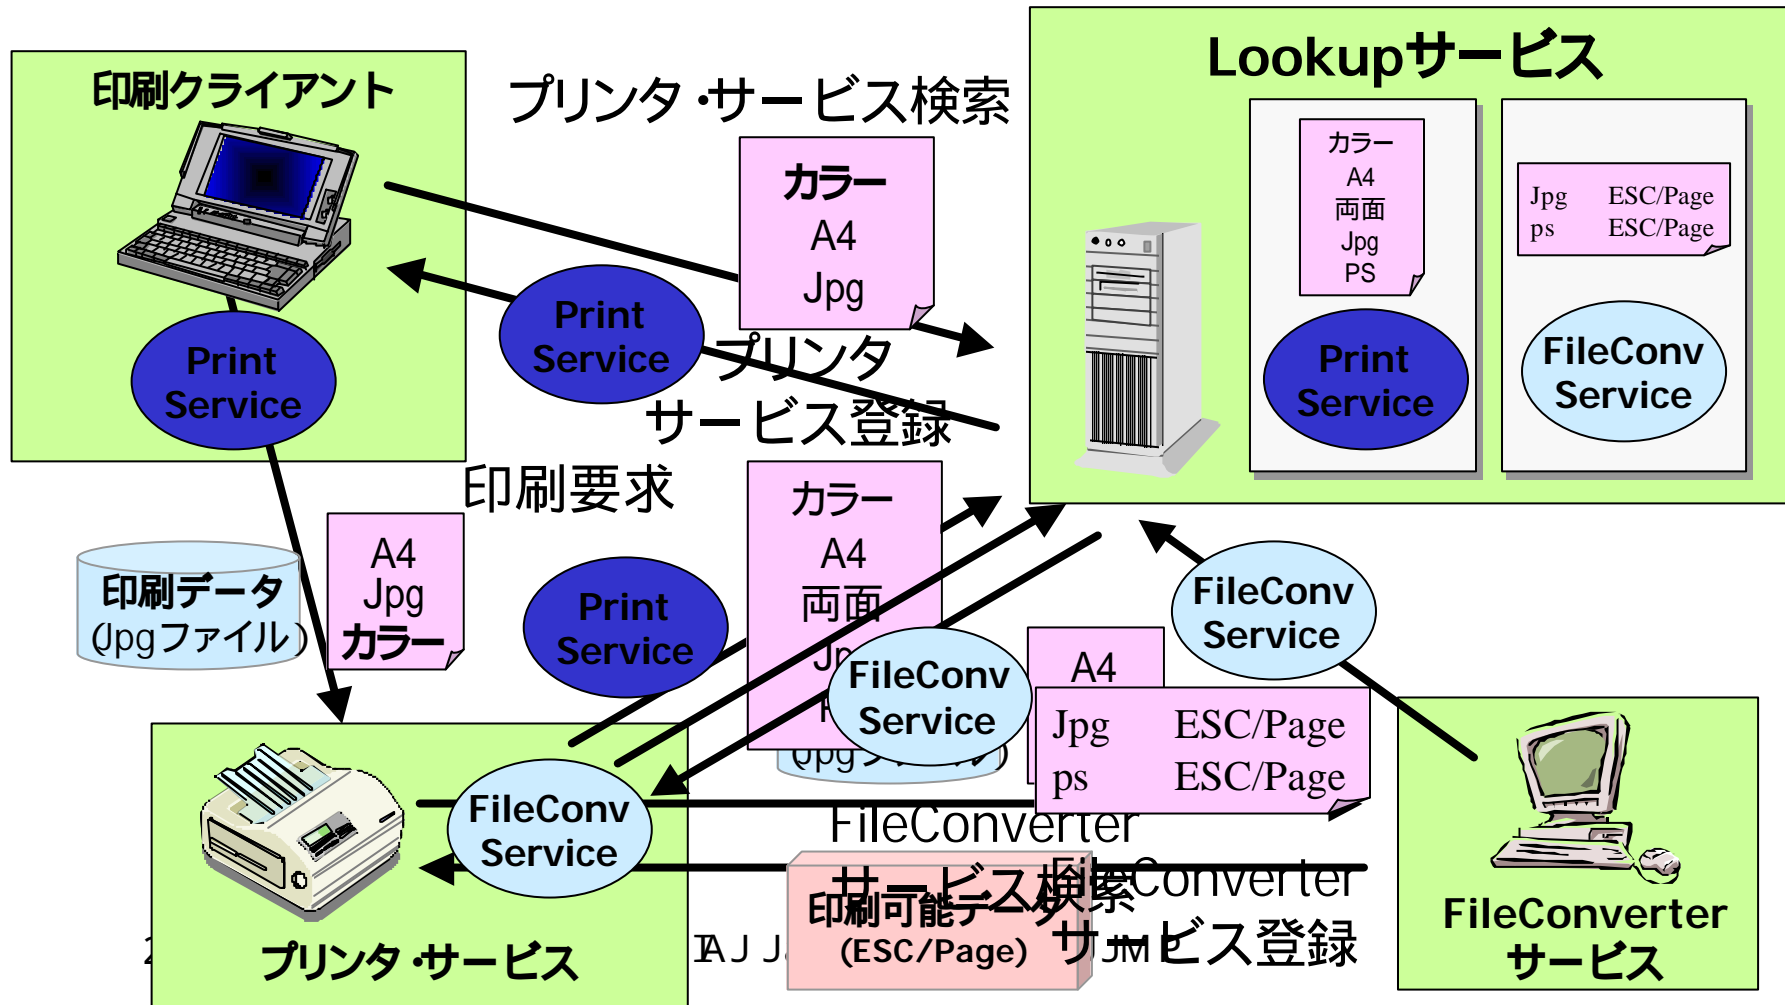 印刷クライアント
Print
Service
プリンタ・サービス検索
カラー
A4
Jpg
Print
Service
プリンタ
サービス登録
Lookupサービス
カラー
A4
両面
Jpg
PS
Print
Service
Jpg ESC/Page
ps ESC/Page
FileConv
Service
印刷要求
A4
Jpg
カラー
印刷データ
(Jpgファイル)
Print
Service
カラー
A4
両面
FileConv
Service
FileConv
Service
A4
Jpg ESC/Page
ps ESC/Page
FileConv
Service
プリンタ・サービス
FileConverter
サービス検索
印刷可能データ
(ESC/Page)
FileConverter
サービス登録
FileConverter
サービス